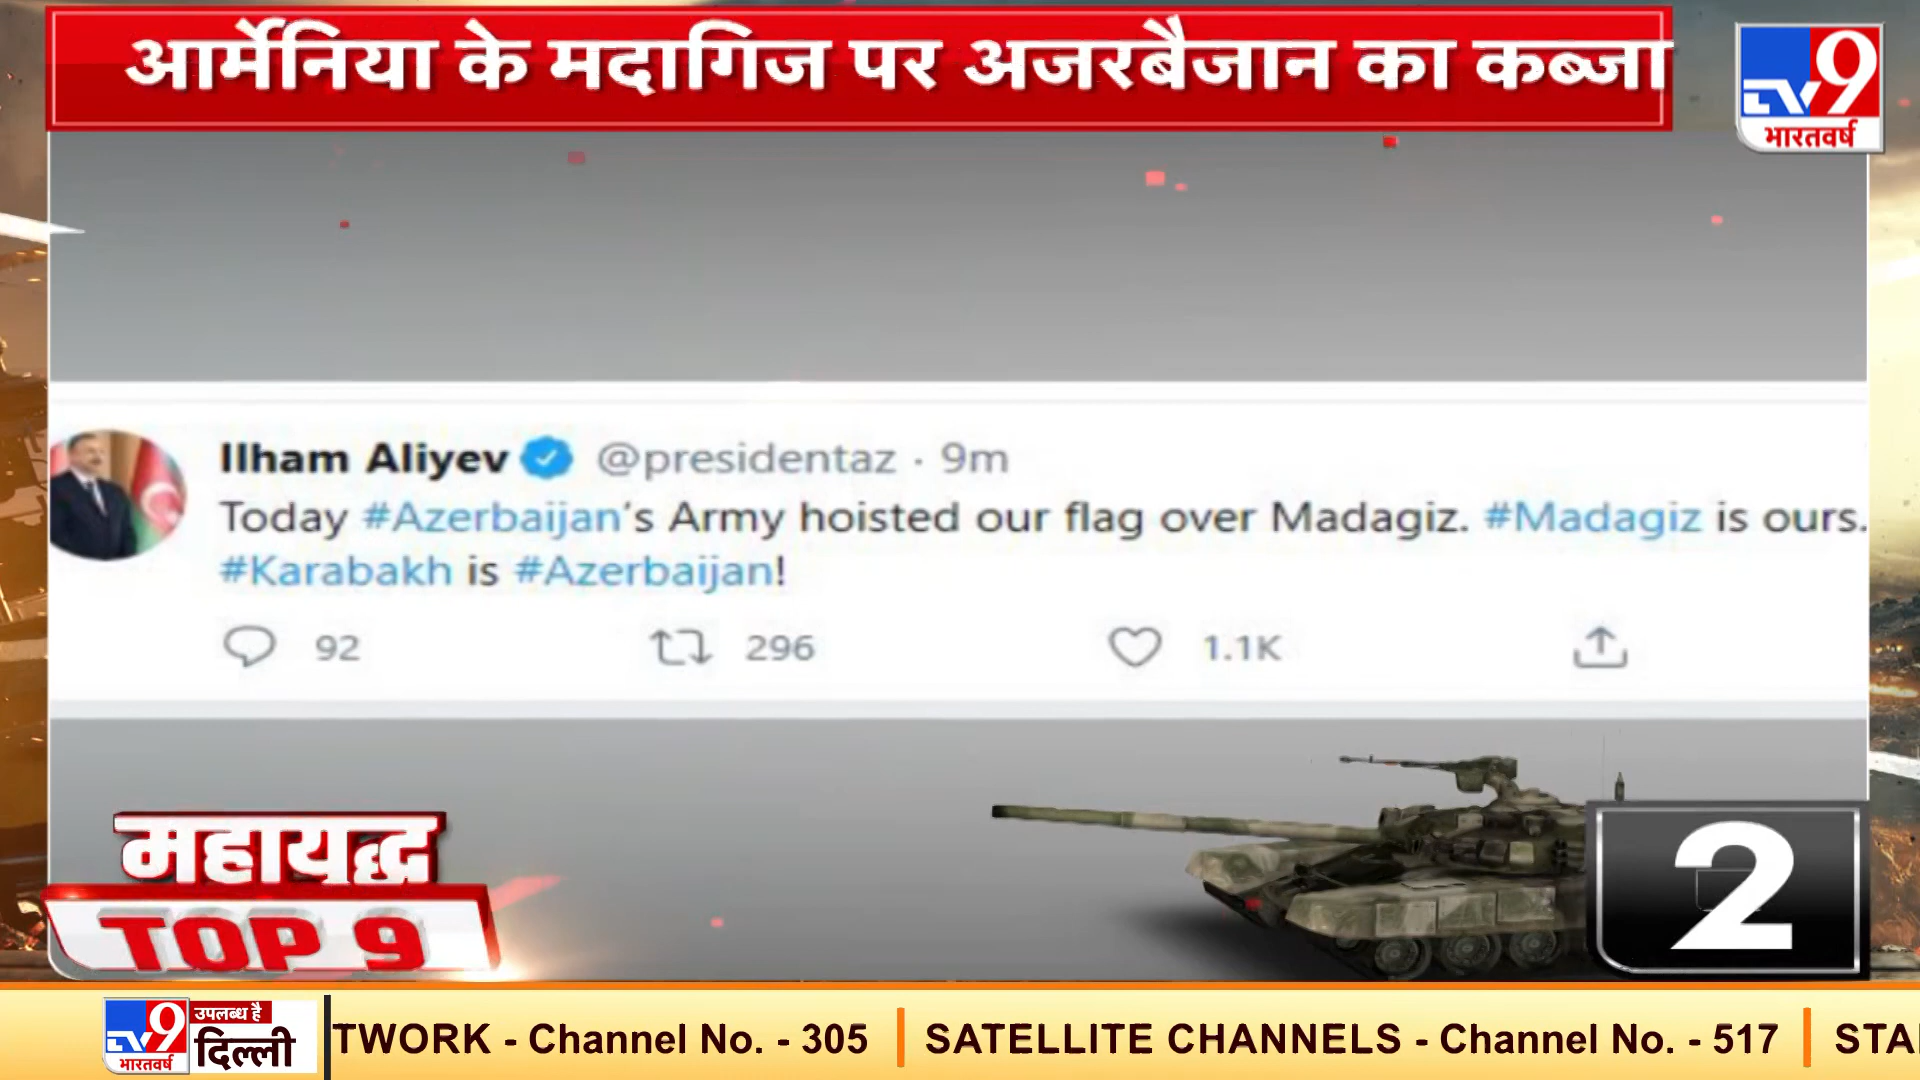 आर्मेनिया के मदागिज पर अजरबैजान का कब्जा
TV9
भारतवर्ष
Ilham Aliyev @presidentaz · 9m
Today #Azerbaijan's Army hoisted our flag over Madagiz. #Madagiz is ours.
#Karabakh is #Azerbaijan!
92 296 1.1K
महायुद्ध
TOP 9
2
TV9
भारतवर्ष
उपलब्ध है
दिल्ली
TWORK - Channel No. - 305 SATELLITE CHANNELS - Channel No. - 517 STA